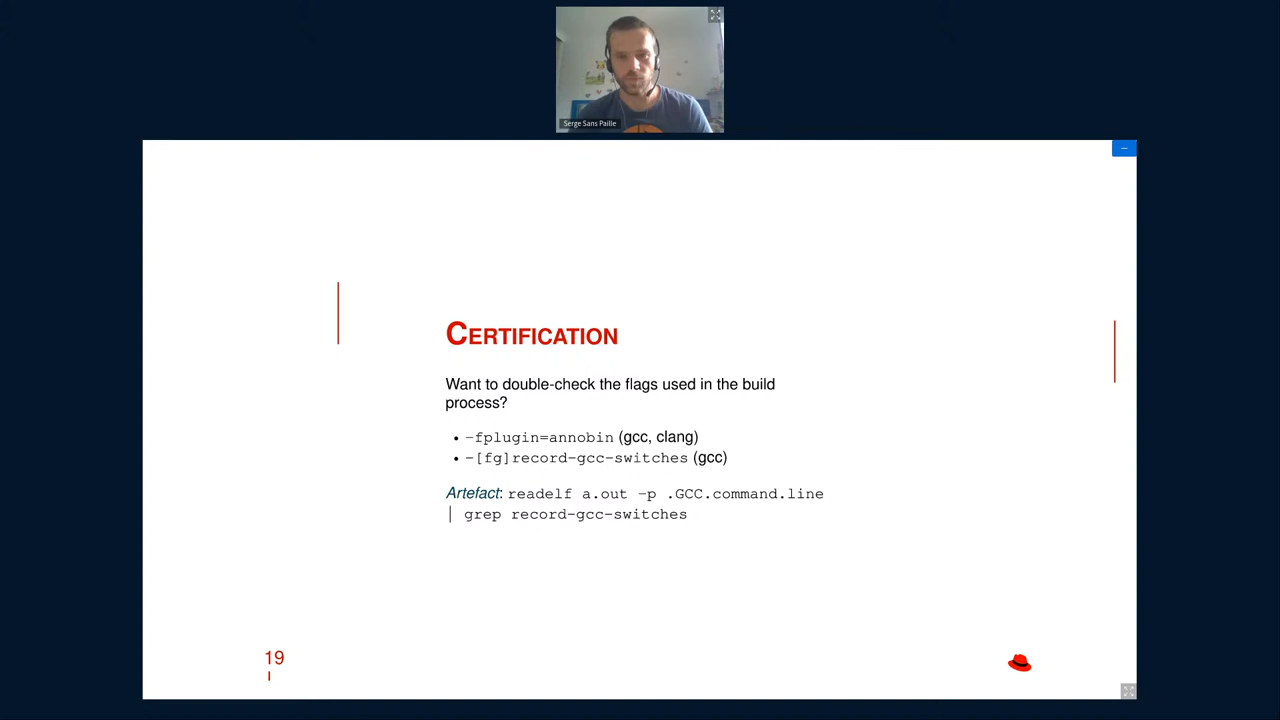 Serge Sans Paille
CERTIFICATION
Want to double-check the flags used in the build
process?
• -fplugin=annobin (gcc, clang)
• -[fg]record-gcc-switches (gcc)
Artefact: readelf a.out -p .GCC.command.line
| grep record-gcc-switches
19